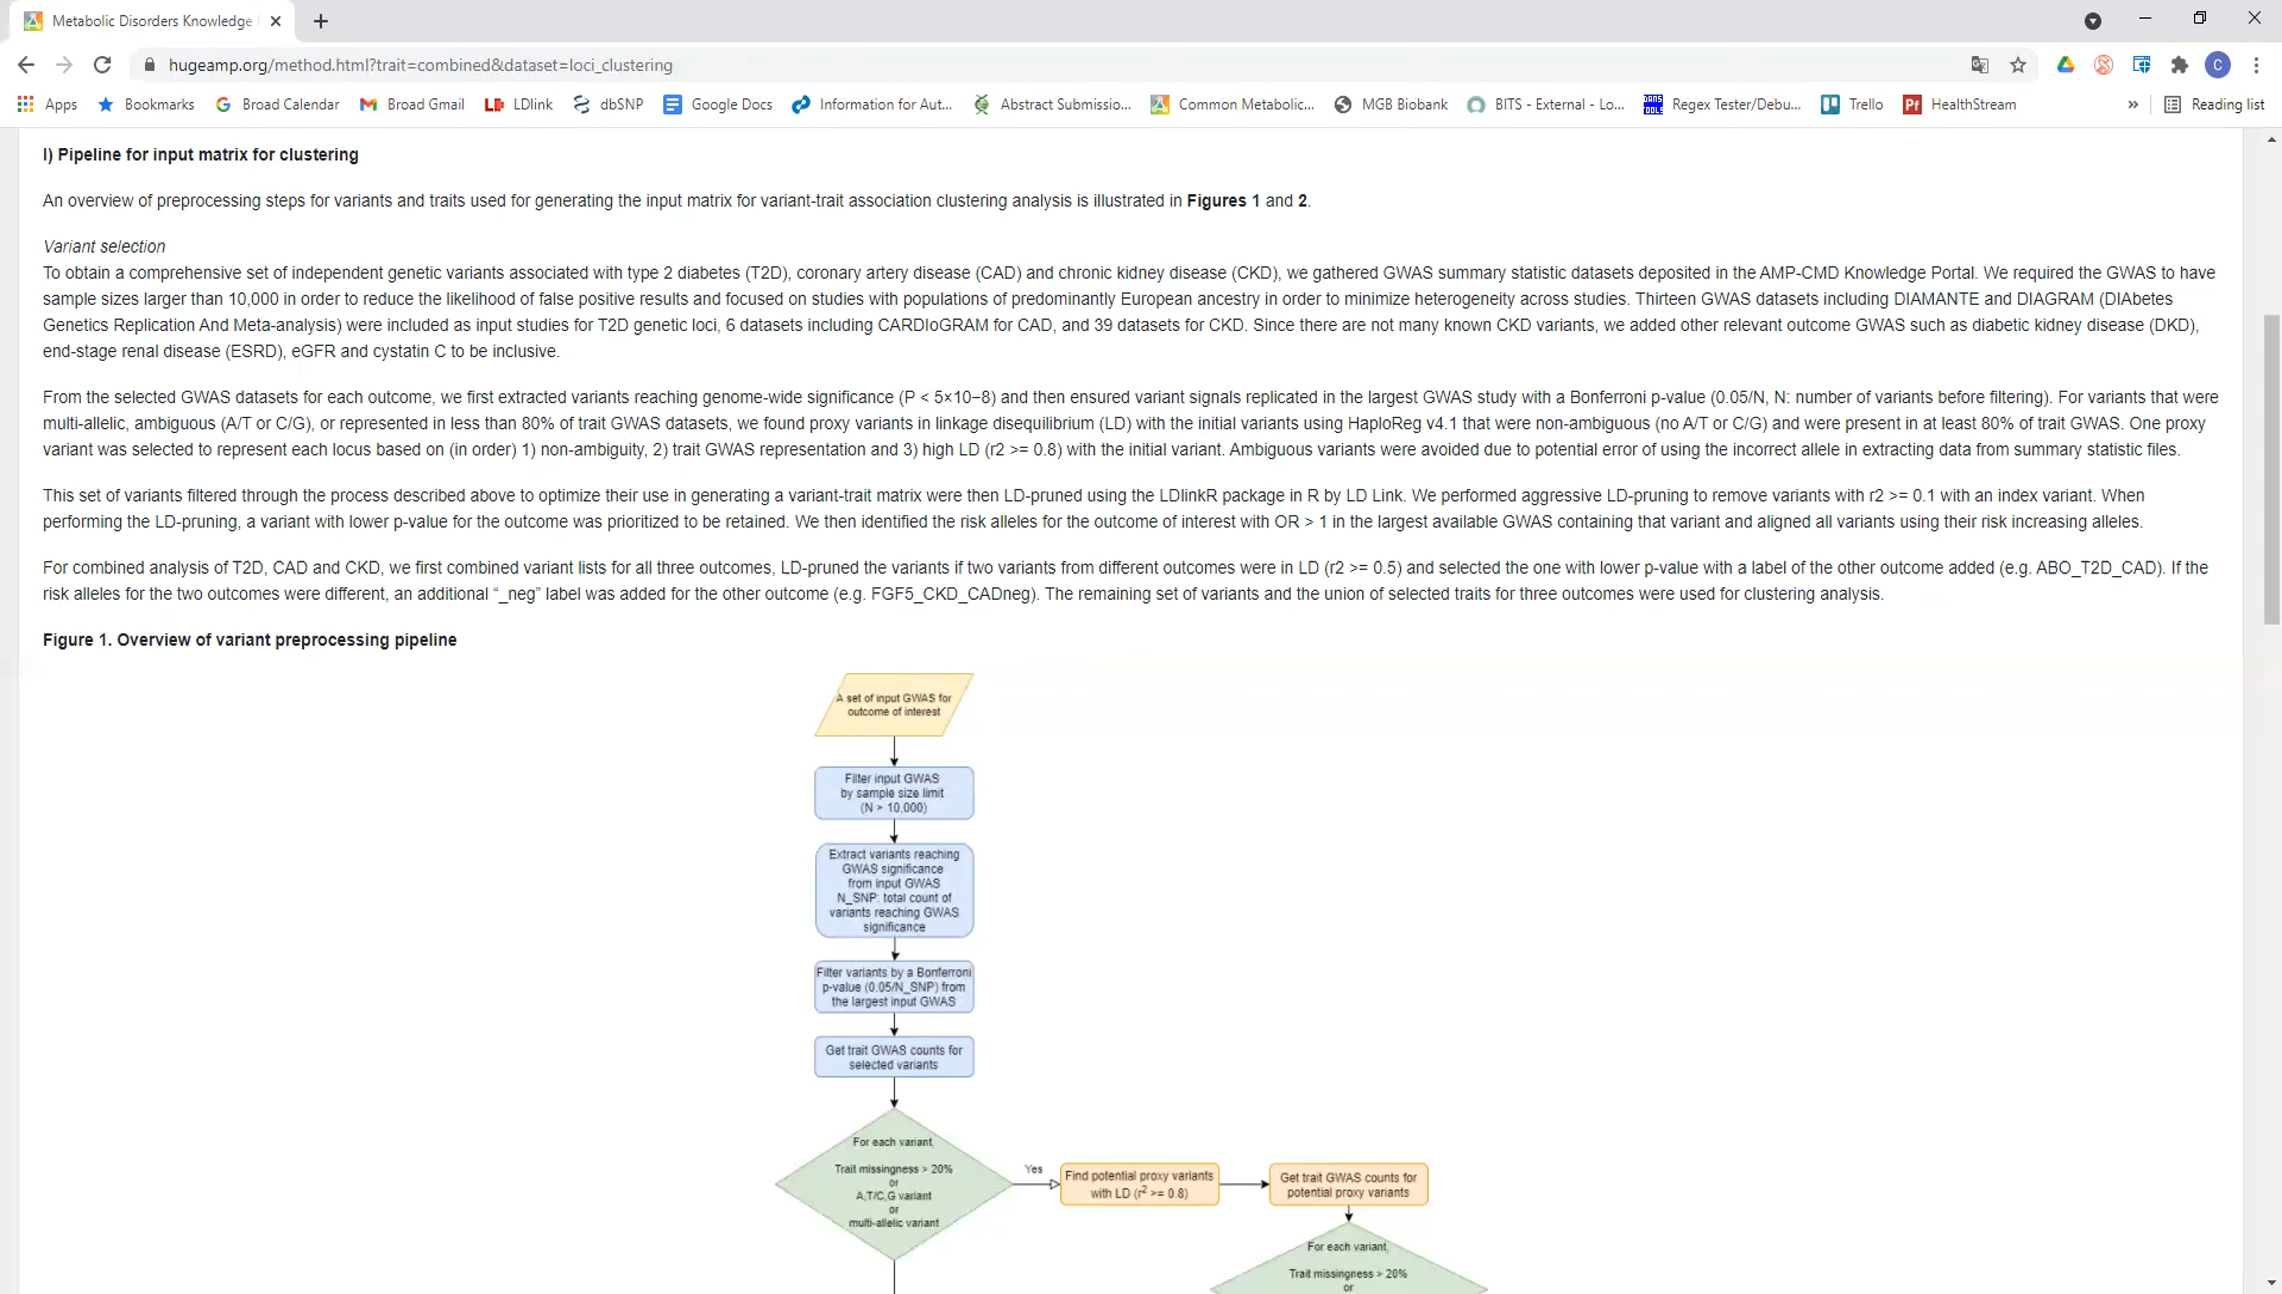 Metabolic Disorders Knowledge
hugeamp.org/method.html?trait=combined&dataset=loci_clustering
C
Apps
Bookmarks
Broad Calendar
Broad Gmail
LDlink
dbSNP
Google Docs
Information for Aut...
Abstract Submissio...
Common Metabolic...
MGB Biobank
BITS - External - Lo...
Regex Tester/Debu...
Trello
HealthStream
»
Reading list
I) Pipeline for input matrix for clustering
An overview of preprocessing steps for variants and traits used for generating the input matrix for variant-trait association clustering analysis is illustrated in Figures 1 and 2.
Variant selection
To obtain a comprehensive set of independent genetic variants associated with type 2 diabetes (T2D), coronary artery disease (CAD) and chronic kidney disease (CKD), we gathered GWAS summary statistic datasets deposited in the AMP-CMD Knowledge Portal. We required the GWAS to have
sample sizes larger than 10,000 in order to reduce the likelihood of false positive results and focused on studies with populations of predominantly European ancestry in order to minimize heterogeneity across studies. Thirteen GWAS datasets including DIAMANTE and DIAGRAM (DIAbetes
Genetics Replication And Meta-analysis) were included as input studies for T2D genetic loci, 6 datasets including CARDIoGRAM for CAD, and 39 datasets for CKD. Since there are not many known CKD variants, we added other relevant outcome GWAS such as diabetic kidney disease (DKD),
end-stage renal disease (ESRD), eGFR and cystatin C to be inclusive.
From the selected GWAS datasets for each outcome, we first extracted variants reaching genome-wide significance (P < 5×10−8) and then ensured variant signals replicated in the largest GWAS study with a Bonferroni p-value (0.05/N, N: number of variants before filtering). For variants that were
multi-allelic, ambiguous (A/T or C/G), or represented in less than 80% of trait GWAS datasets, we found proxy variants in linkage disequilibrium (LD) with the initial variants using HaploReg v4.1 that were non-ambiguous (no A/T or C/G) and were present in at least 80% of trait GWAS. One proxy
variant was selected to represent each locus based on (in order) 1) non-ambiguity, 2) trait GWAS representation and 3) high LD (r2 >= 0.8) with the initial variant. Ambiguous variants were avoided due to potential error of using the incorrect allele in extracting data from summary statistic files.
This set of variants filtered through the process described above to optimize their use in generating a variant-trait matrix were then LD-pruned using the LDlinkR package in R by LD Link. We performed aggressive LD-pruning to remove variants with r2 >= 0.1 with an index variant. When
performing the LD-pruning, a variant with lower p-value for the outcome was prioritized to be retained. We then identified the risk alleles for the outcome of interest with OR > 1 in the largest available GWAS containing that variant and aligned all variants using their risk increasing alleles.
For combined analysis of T2D, CAD and CKD, we first combined variant lists for all three outcomes, LD-pruned the variants if two variants from different outcomes were in LD (r2 >= 0.5) and selected the one with lower p-value with a label of the other outcome added (e.g. ABO_T2D_CAD). If the
risk alleles for the two outcomes were different, an additional “_neg” label was added for the other outcome (e.g. FGF5_CKD_CADneg). The remaining set of variants and the union of selected traits for three outcomes were used for clustering analysis.
Figure 1. Overview of variant preprocessing pipeline
A set of input GWAS for
outcome of interest
Filter input GWAS
by sample size limit
(N > 10,000)
Extract variants reaching
GWAS significance
from input GWAS
N_SNP: total count of
variants reaching GWAS
significance
Filter variants by a Bonferroni
p-value (0.05/N_SNP) from
the largest input GWAS
Get trait GWAS counts for
selected variants
For each variant,
Trait missingness > 20%
or
A,T/C,G variant
or
multi-allelic variant
Yes
Find potential proxy variants
with LD (r² >= 0.8)
Get trait GWAS counts for
potential proxy variants
For each variant,
Trait missingness > 20%
or